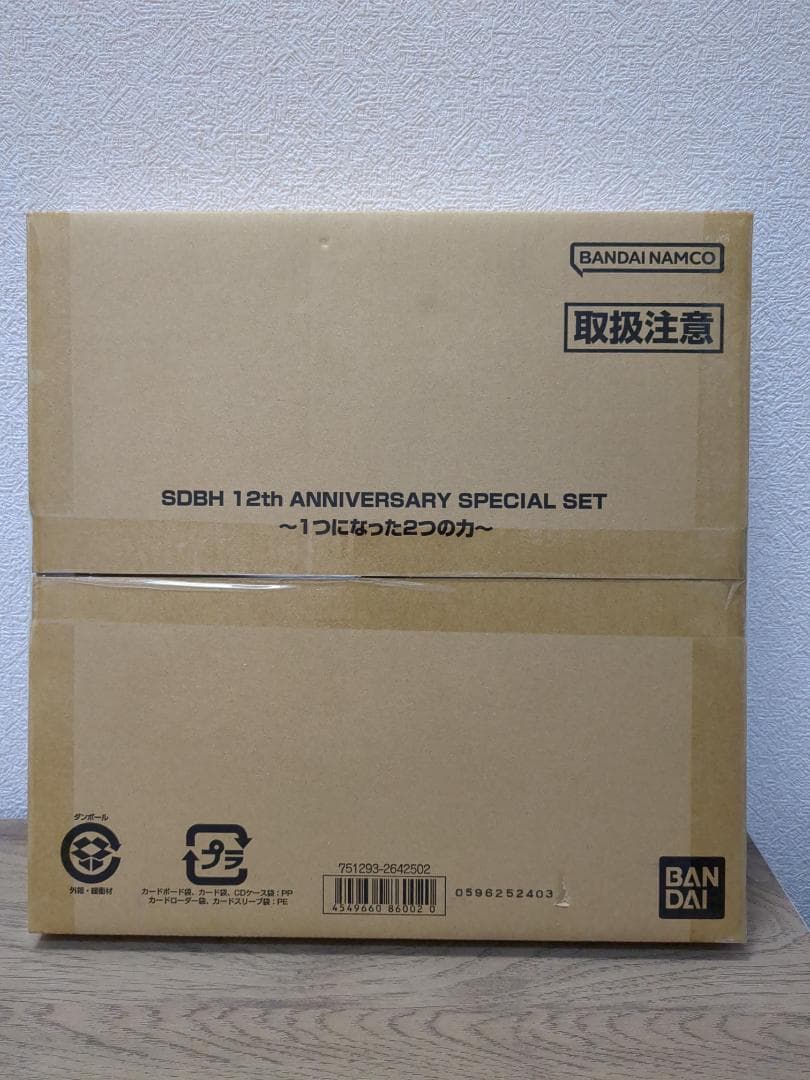 BANDAI NAMCO
取扱注意
SDBH 12th ANNIVERSARY SPECIAL SET
～1つになった2つの力～
ダンボール
外箱・緩衝材
プラ
カードボード袋、カード袋、CDケース袋：PP
カードローダー袋、カードスリーブ袋：PE
751293-2642502
4549660 86002 0
0596252403
BAN
DAI